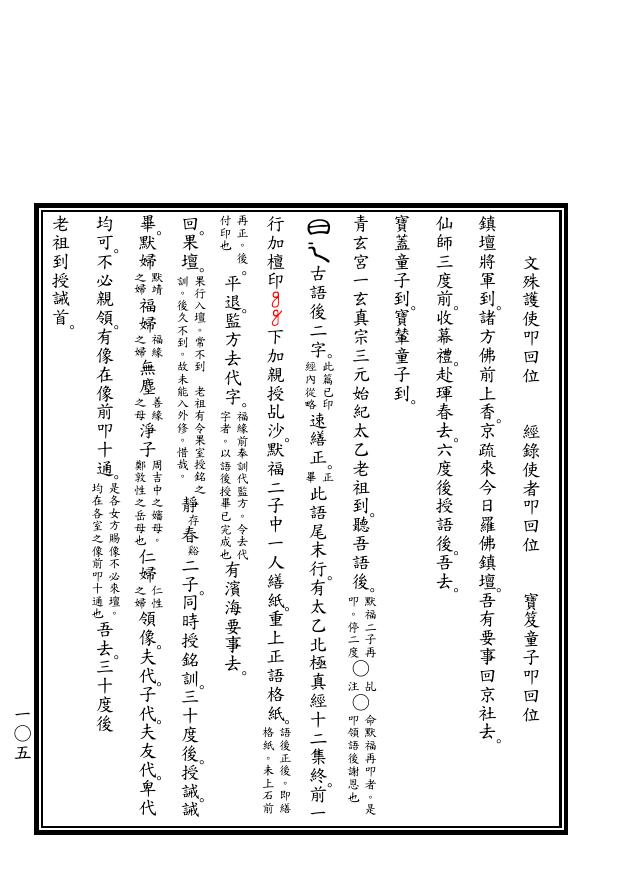 文殊護使叩回位　經錄使者叩回位　寶笈童子叩回位
鎮壇將軍到。諸方佛前上香。京疏來今日羅佛鎮壇。吾有要事回京社去。
仙師三度前。收幕禮。赴琿春去。六度後授語後。吾去。
寶蓋童子到。寶輦童子到。
青玄宮一玄真宗三元始紀太乙老祖到。聽吾語後。默福二子再叩。停二度〇乩注〇命默福再叩者。是叩領語後謝恩也
古語後二字。此篇已印經內從略速繕正。正畢此語尾末行。有太乙北極真經十二集終。前一
行加檀印下加親授乩沙。默福二子中一人繕紙。重上正語格紙。語後正後。即繕格紙。未上石前
再正。後付印也。平退。監方去代字。福緣前奉訓代監方。今去代字者。以語後授畢已完成也有濱海要事去。
回。果壇。果行入壇。常不到　老祖有令果室授銘之訓。後久不到。故未能入外修。惜哉。靜存春谿二子。同時授銘訓。三十度後。授誡。誡
畢。默婦默靖之婦福婦福緣之婦無塵善緣之母淨子周吉中之孀母。鄭敦性之岳母也仁婦仁性之婦領像。夫代。子代。夫友代。卑代
均可。不必親領。有像在像前叩十通。是各女方賜像不必來壇。均在各室之像前叩十通也吾去。三十度後
老祖到授誡首。
一〇五